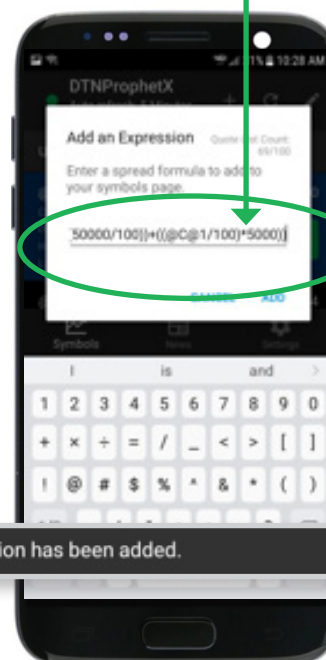 1% 10:28 AM
DTNProphetX
Add an Expression
Quote List Count:
69/100
Enter a spread formula to add to
your symbols page.
50000/100))+((@C@1/100)*5000))
CANCEL ADD
Symbols News Settings
I is and >
1 2 3 4 5 6 7 8 9 0
+ × ÷ = / _ < > [ ]
! @ # $ % ^ & * ( )
ion has been added.